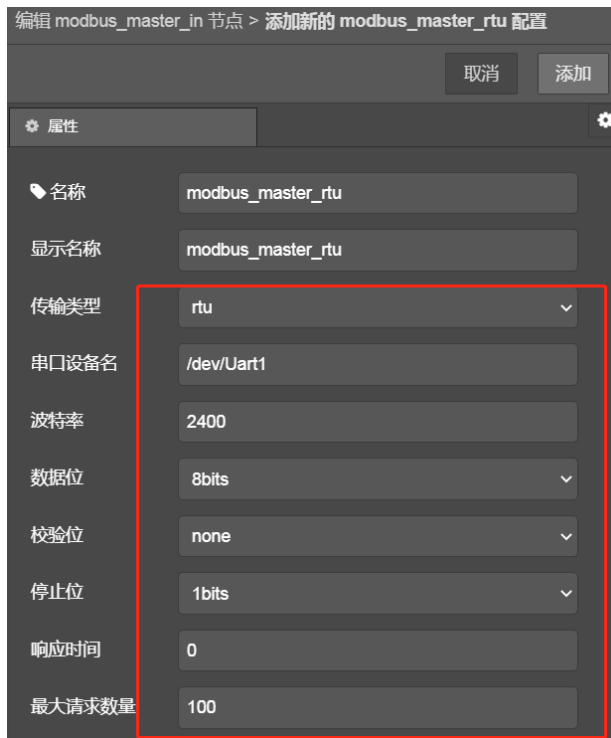 编辑 modbus_master_in 节点 > 添加新的 modbus_master_rtu 配置
取消 添加
属性
名称 modbus_master_rtu
显示名称 modbus_master_rtu
传输类型 rtu
串口设备名 /dev/Uart1
波特率 2400
数据位 8bits
校验位 none
停止位 1bits
响应时间 0
最大请求数量 100